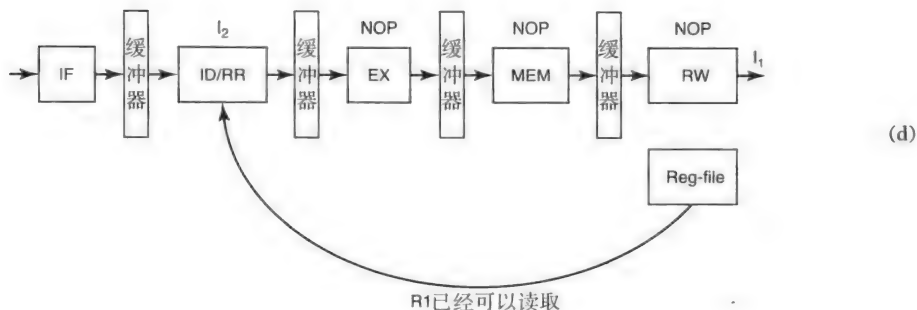 I₂
NOP
NOP
NOP
IF
缓冲器
ID/RR
缓冲器
EX
缓冲器
MEM
缓冲器
RW
I₁
(d)
Reg-file
R1已经可以读取